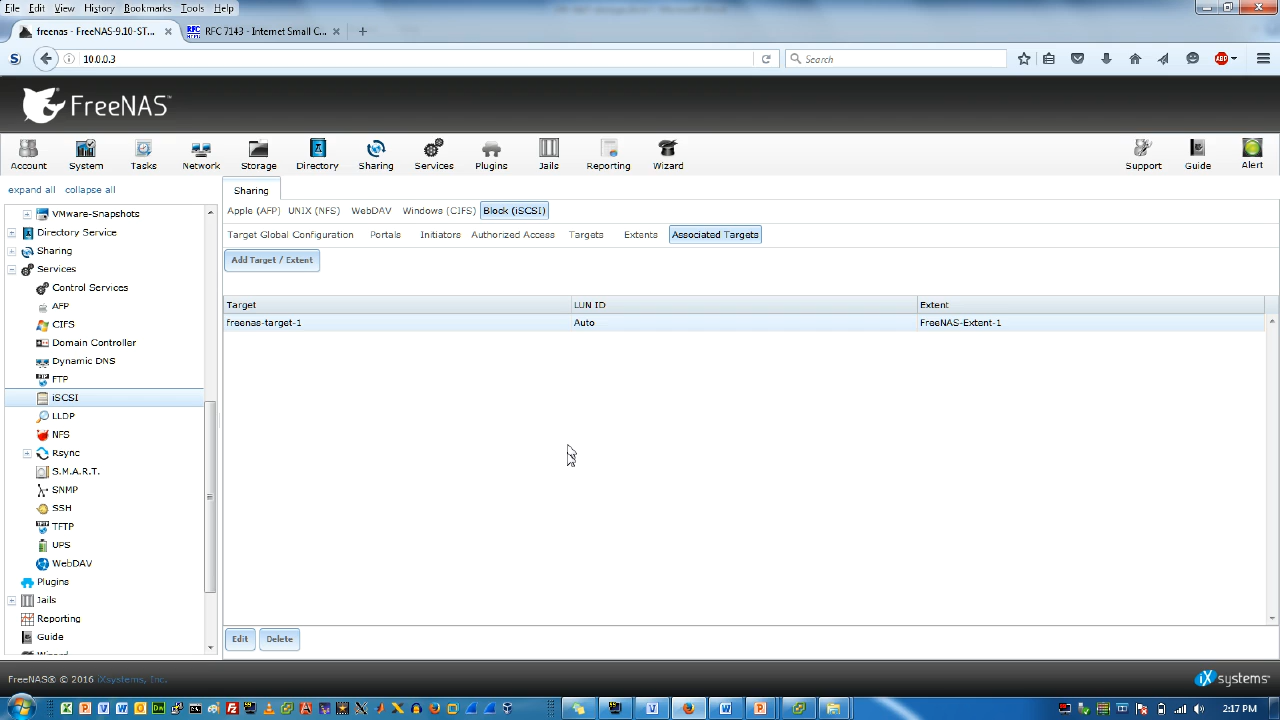 File Edit View History Bookmarks Tools Help
freenas - FreeNAS-9.10-ST... × RFC 7143 - Internet Small C... × +
10.0.0.3 Search
FreeNAS
Account System Tasks Network Storage Directory Sharing Services Plugins Jails Reporting Wizard Support Guide Alert
expand all collapse all
VMware-Snapshots
Directory Service
Sharing
Services
Control Services
AFP
CIFS
Domain Controller
Dynamic DNS
FTP
iSCSI
LLDP
NFS
Rsync
S.M.A.R.T.
SNMP
SSH
TFTP
UPS
WebDAV
Plugins
Jails
Reporting
Guide
Wizard
Sharing
Apple (AFP) UNIX (NFS) WebDAV Windows (CIFS) Block (iSCSI)
Target Global Configuration Portals Initiators Authorized Access Targets Extents Associated Targets
Add Target / Extent
Target LUN ID Extent
freenas-target-1 Auto FreeNAS-Extent-1
Edit Delete
FreeNAS® © 2016 iXsystems, Inc.
iXsystems
2:17 PM